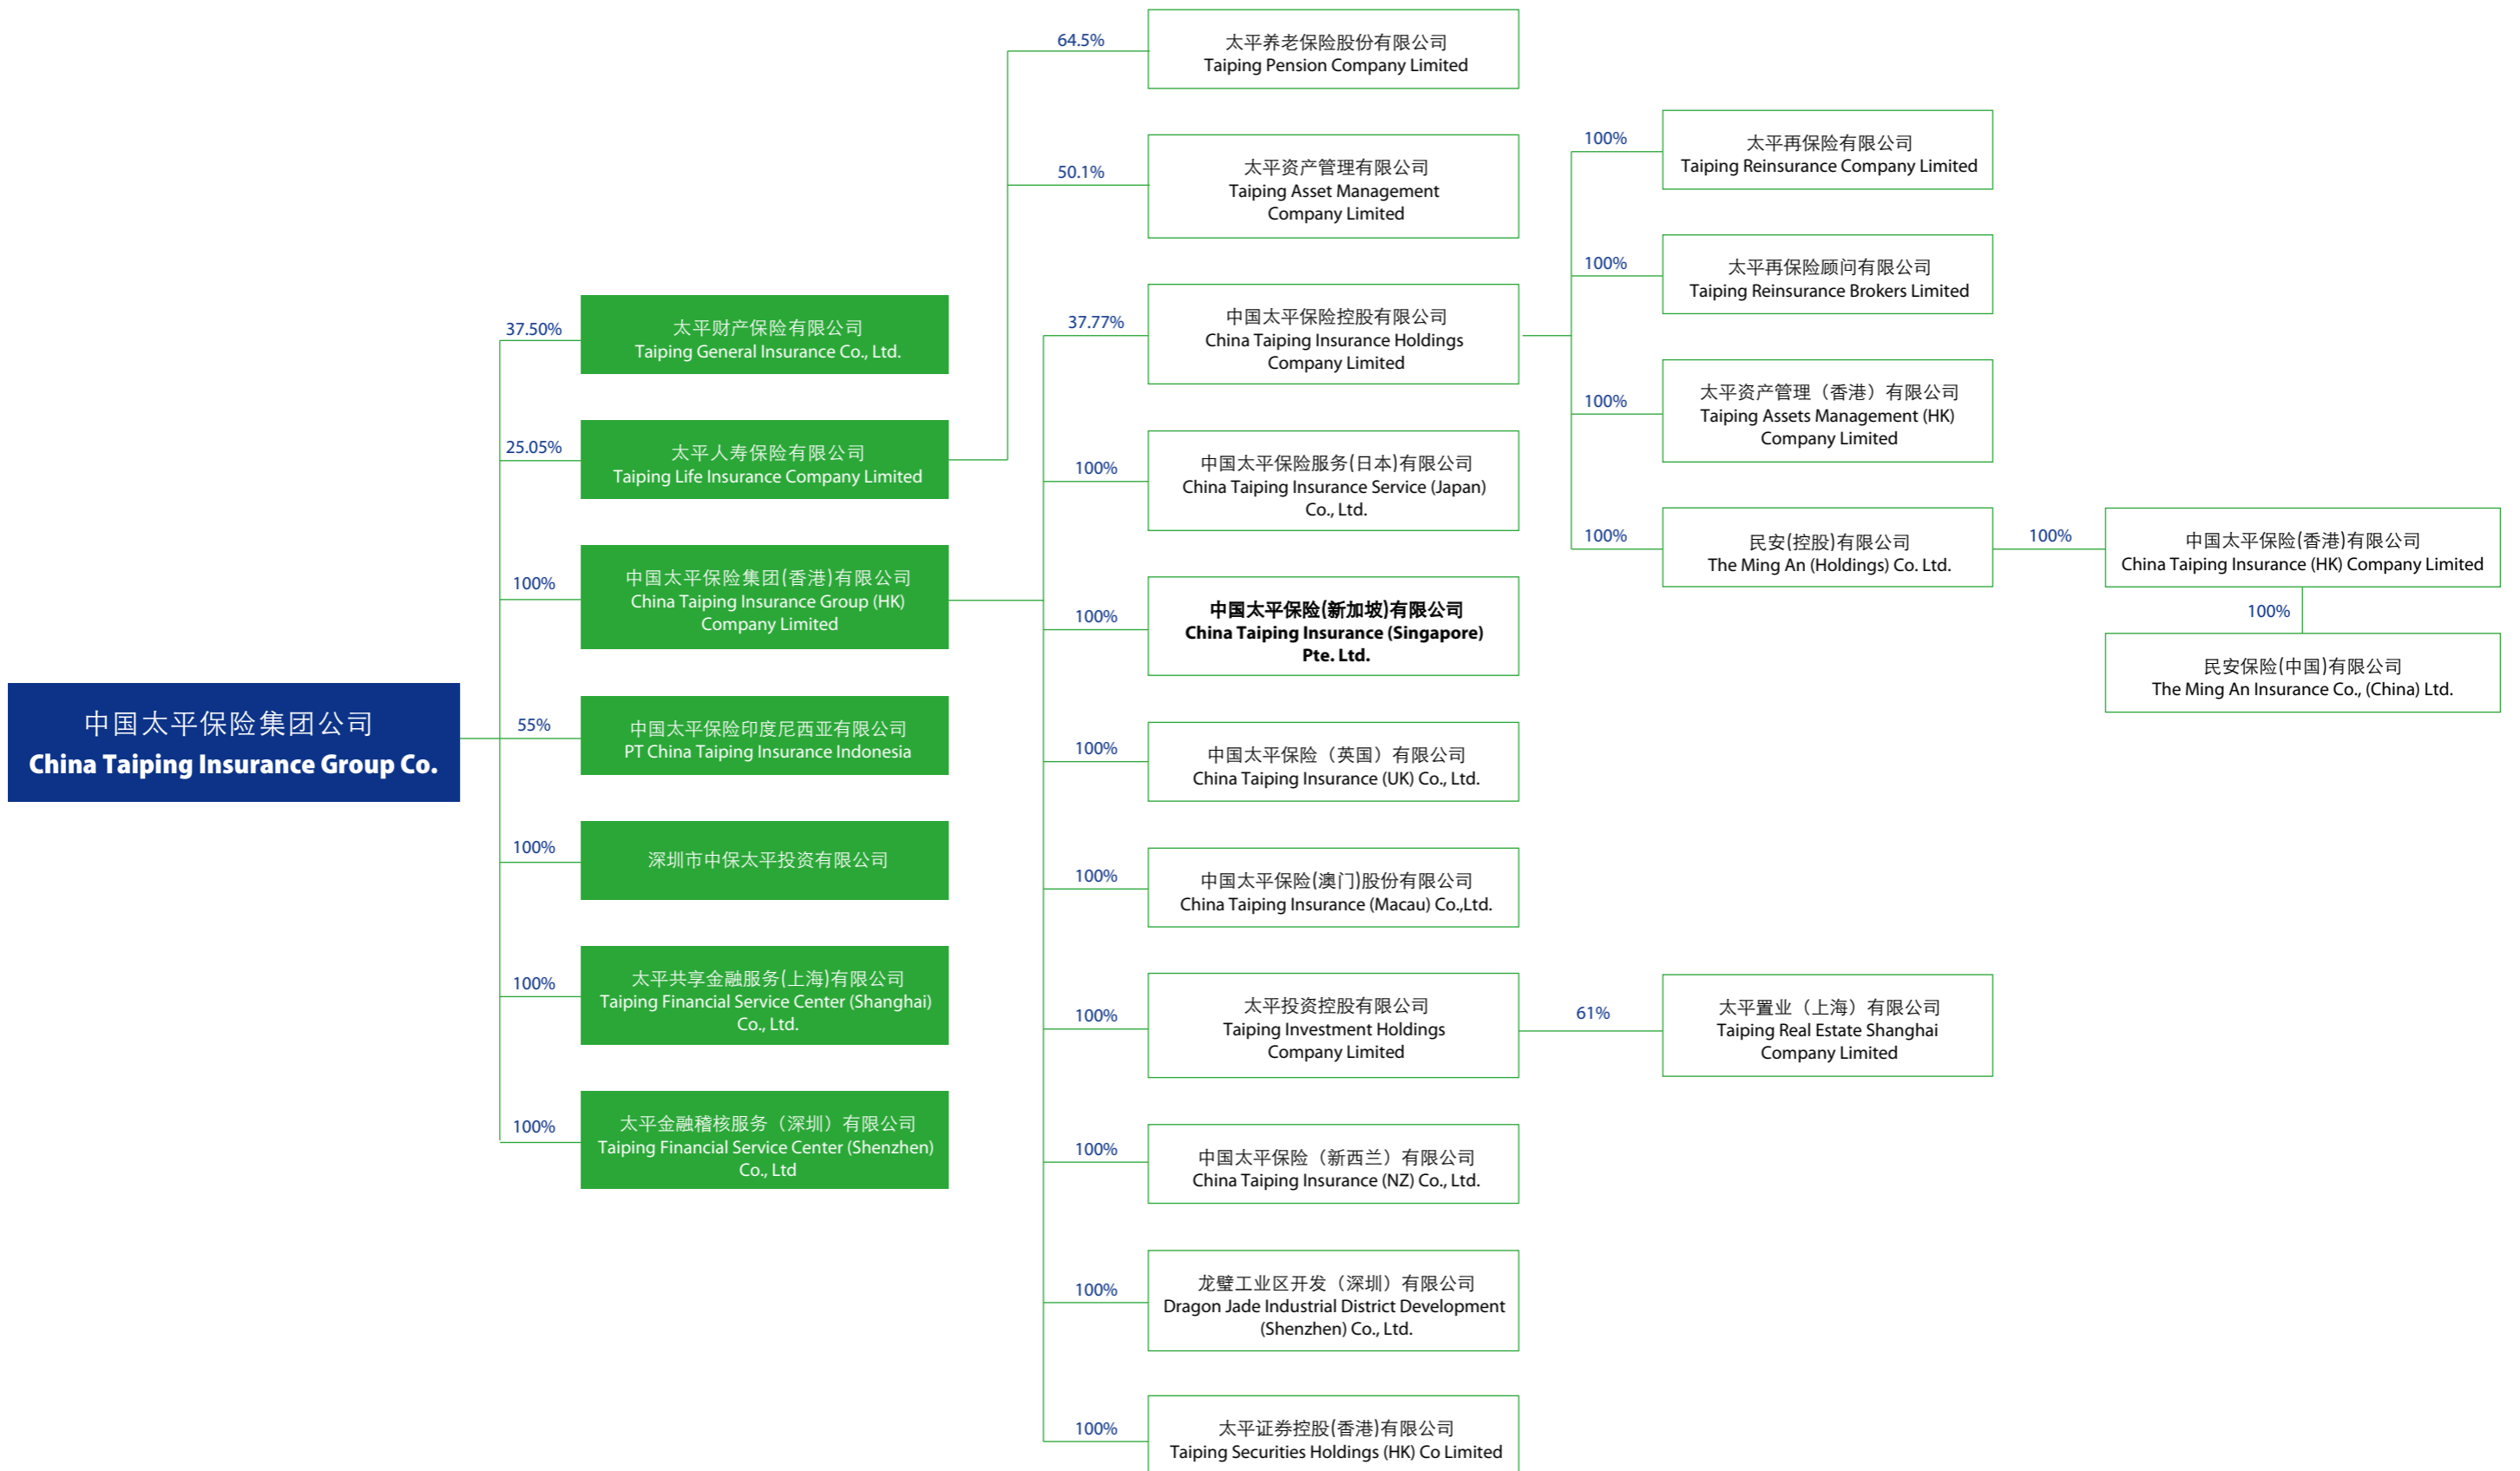 中国太平保险集团公司
China Taiping Insurance Group Co.
37.50%
太平财产保险有限公司
Taiping General Insurance Co., Ltd.
25.05%
太平人寿保险有限公司
Taiping Life Insurance Company Limited
100%
中国太平保险集团(香港)有限公司
China Taiping Insurance Group (HK)
Company Limited
55%
中国太平保险印度尼西亚有限公司
PT China Taiping Insurance Indonesia
100%
深圳市中保太平投资有限公司
100%
太平共享金融服务(上海)有限公司
Taiping Financial Service Center (Shanghai)
Co., Ltd.
100%
太平金融稽核服务（深圳）有限公司
Taiping Financial Service Center (Shenzhen)
Co., Ltd
64.5%
太平养老保险股份有限公司
Taiping Pension Company Limited
50.1%
太平资产管理有限公司
Taiping Asset Management
Company Limited
37.77%
中国太平保险控股有限公司
China Taiping Insurance Holdings
Company Limited
100%
中国太平保险服务(日本)有限公司
China Taiping Insurance Service (Japan)
Co., Ltd.
100%
中国太平保险(新加坡)有限公司
China Taiping Insurance (Singapore)
Pte. Ltd.
100%
中国太平保险（英国）有限公司
China Taiping Insurance (UK) Co., Ltd.
100%
中国太平保险(澳门)股份有限公司
China Taiping Insurance (Macau) Co.,Ltd.
100%
太平投资控股有限公司
Taiping Investment Holdings
Company Limited
100%
中国太平保险（新西兰）有限公司
China Taiping Insurance (NZ) Co., Ltd.
100%
龙璧工业区开发（深圳）有限公司
Dragon Jade Industrial District Development
(Shenzhen) Co., Ltd.
100%
太平证券控股(香港)有限公司
Taiping Securities Holdings (HK) Co Limited
100%
太平再保险有限公司
Taiping Reinsurance Company Limited
100%
太平再保险顾问有限公司
Taiping Reinsurance Brokers Limited
100%
太平资产管理（香港）有限公司
Taiping Assets Management (HK)
Company Limited
100%
民安(控股)有限公司
The Ming An (Holdings) Co. Ltd.
61%
太平置业（上海）有限公司
Taiping Real Estate Shanghai
Company Limited
100%
中国太平保险(香港)有限公司
China Taiping Insurance (HK) Company Limited
100%
民安保险(中国)有限公司
The Ming An Insurance Co., (China) Ltd.